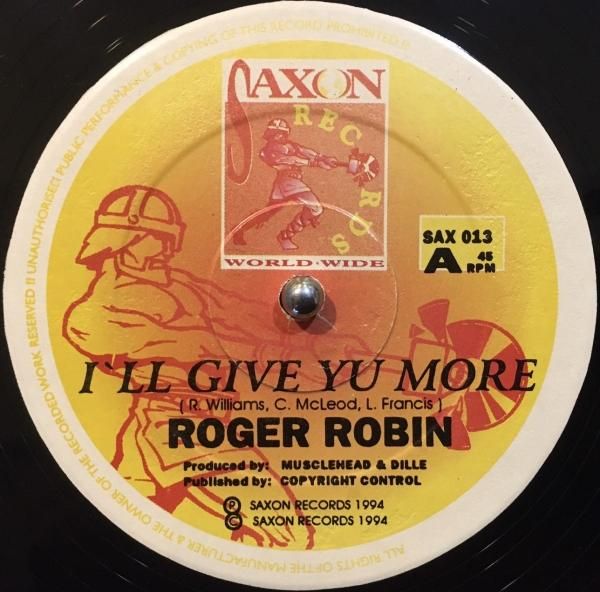 SAXON
RECORDS
WORLD·WIDE
SAX 013
A 45
RPM
I`LL GIVE YU MORE
( R. Williams, C. McLeod, L. Francis )
ROGER ROBIN
Produced by: MUSCLEHEAD & DILLE
Published by: COPYRIGHT CONTROL
℗ SAXON RECORDS 1994
© SAXON RECORDS 1994
ALL RIGHTS OF THE MANUFACTURER & THE OWNER OF THE RECORDED WORK RESERVED !! UNAUTHORISED PUBLIC PERFORMANCE & COPYING OF THIS RECORD PROHIBITED !!